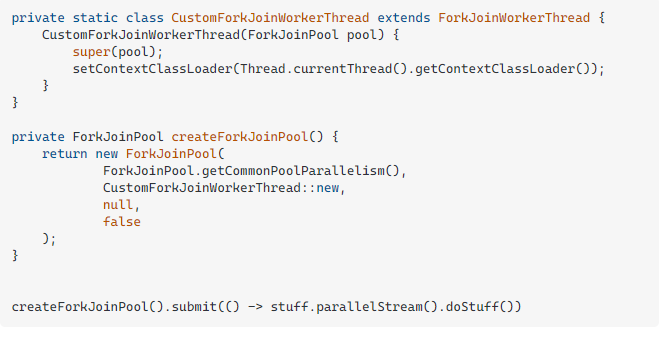 private static class CustomForkJoinWorkerThread extends ForkJoinWorkerThread {
    CustomForkJoinWorkerThread(ForkJoinPool pool) {
        super(pool);
        setContextClassLoader(Thread.currentThread().getContextClassLoader());
    }
}

private ForkJoinPool createForkJoinPool() {
    return new ForkJoinPool(
            ForkJoinPool.getCommonPoolParallelism(),
            CustomForkJoinWorkerThread::new,
            null,
            false
    );
}

createForkJoinPool().submit(() -> stuff.parallelStream().doStuff())